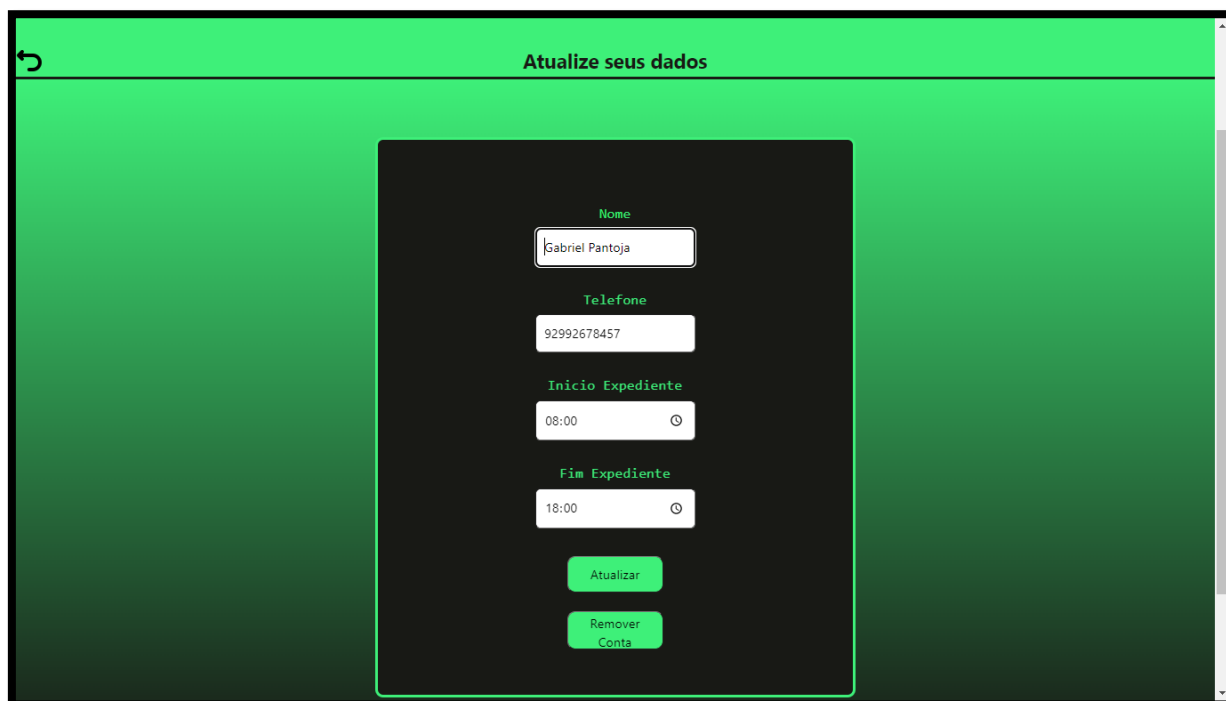 Atualize seus dados
Nome
Gabriel Pantoja
Telefone
92992678457
Inicio Expediente
08:00
Fim Expediente
18:00
Atualizar
Remover
Conta